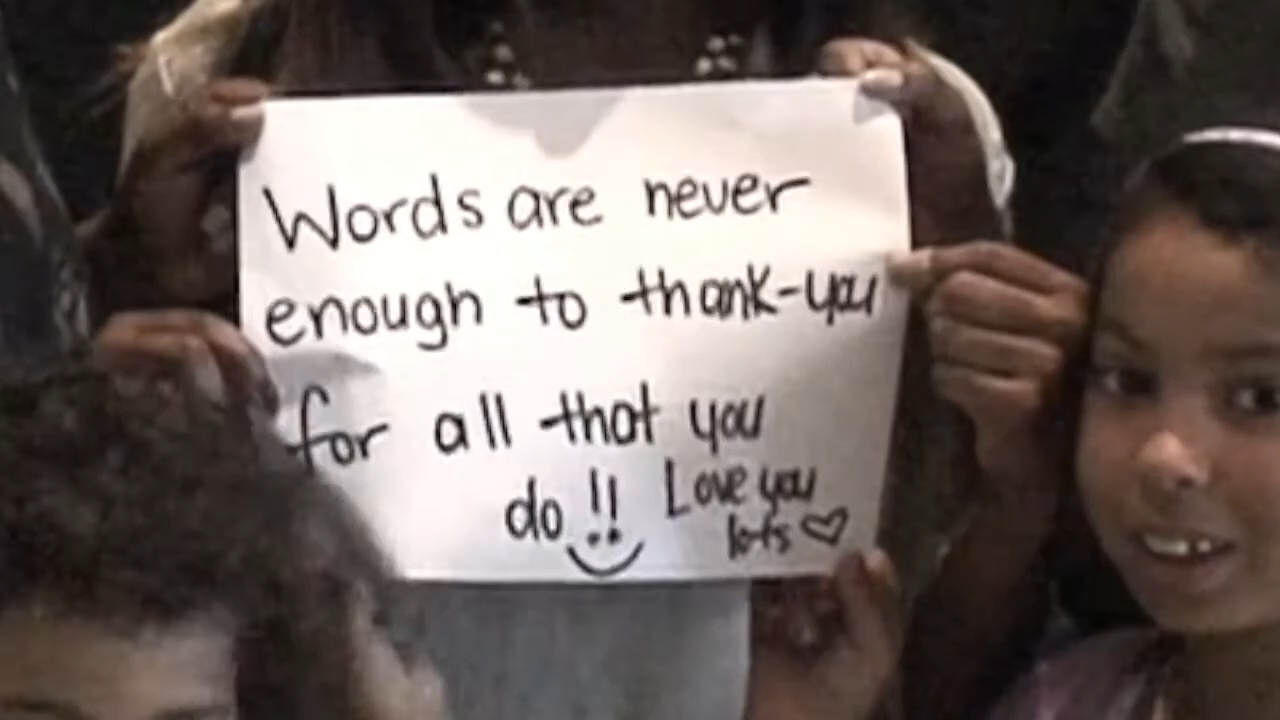 Words are never
enough to thank-you
for all that you
do!! Love you
lots